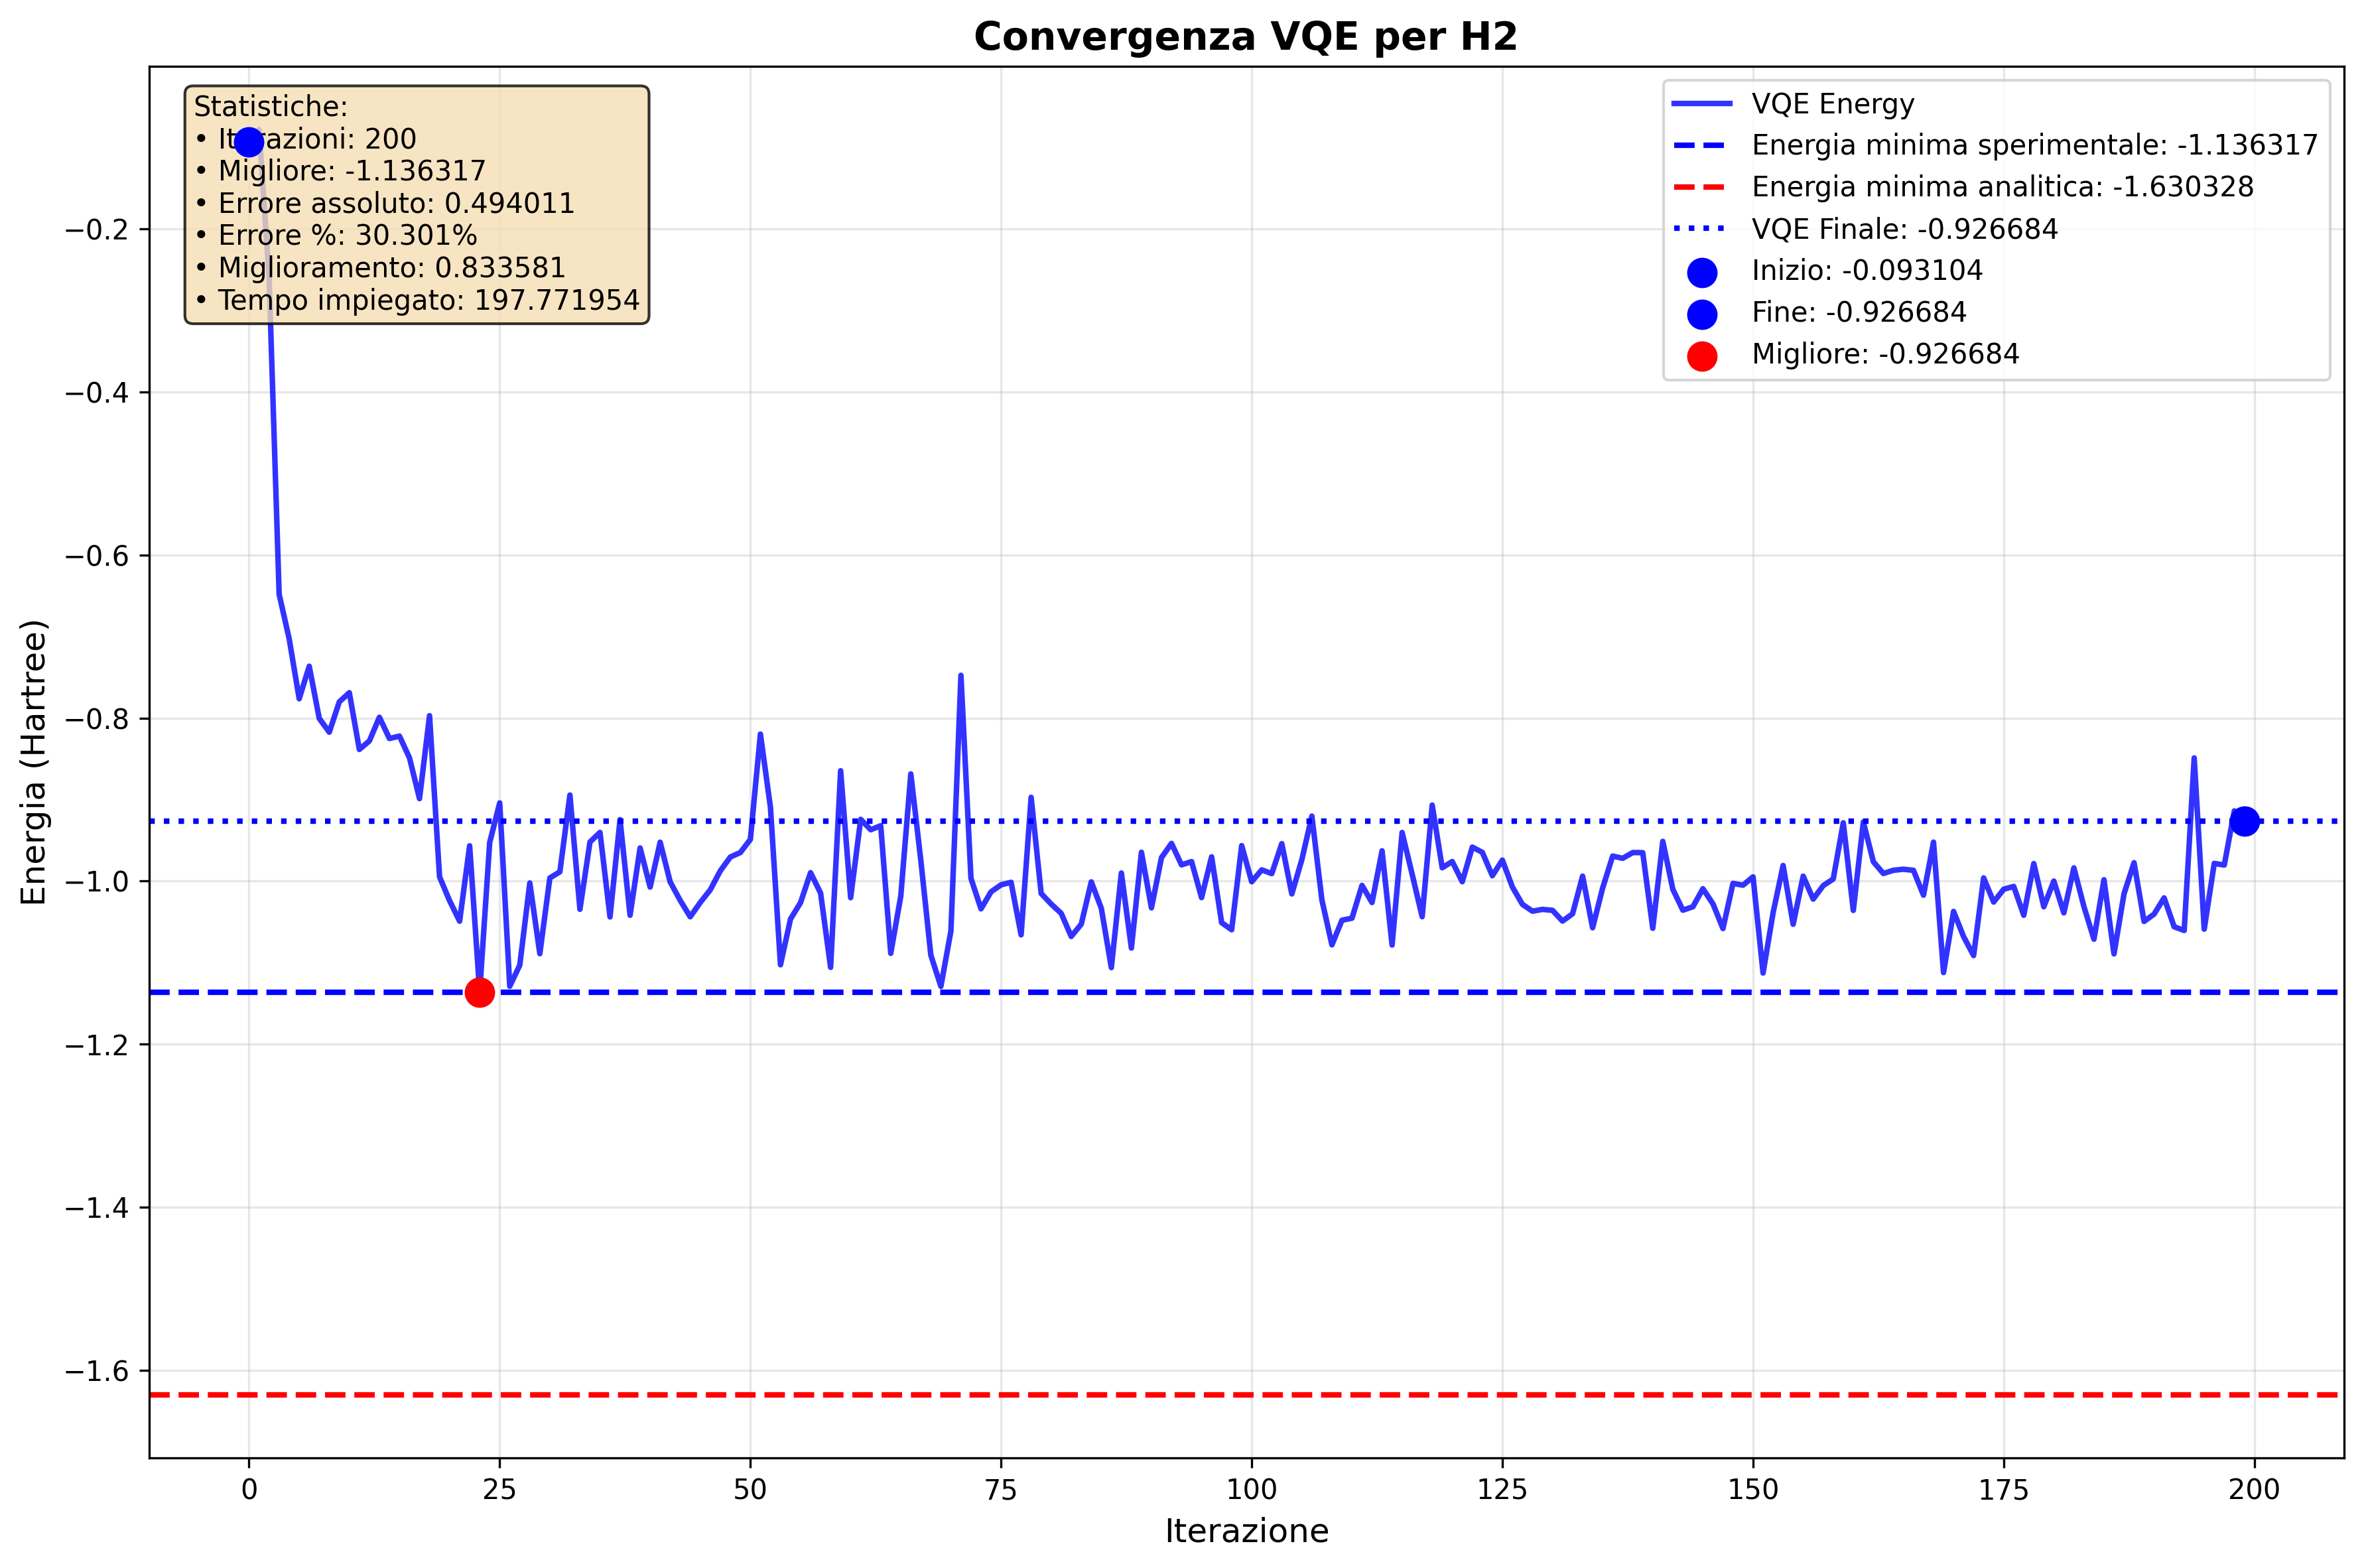 Convergenza VQE per H2
Statistiche:
• Iterazioni: 200
• Migliore: -1.136317
• Errore assoluto: 0.494011
• Errore %: 30.301%
• Miglioramento: 0.833581
• Tempo impiegato: 197.771954
VQE Energy
Energia minima sperimentale: -1.136317
Energia minima analitica: -1.630328
VQE Finale: -0.926684
Inizio: -0.093104
Fine: -0.926684
Migliore: -0.926684
Energia (Hartree)
−0.2
−0.4
−0.6
−0.8
−1.0
−1.2
−1.4
−1.6
0 25 50 75 100 125 150 175 200
Iterazione